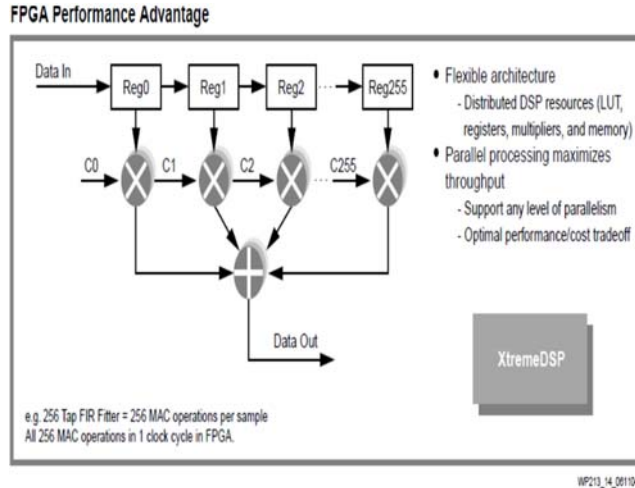 FPGA Performance Advantage
Data In
Reg0
Reg1
Reg2
Reg255
C0
C1
C2
C255
Data Out
• Flexible architecture
- Distributed DSP resources (LUT,
registers, multipliers, and memory)
• Parallel processing maximizes
throughput
- Support any level of parallelism
- Optimal performance/cost tradeoff
XtremeDSP
e.g. 256 Tap FIR Fitter = 256 MAC operations per sample
All 256 MAC operations in 1 clock cycle in FPGA.